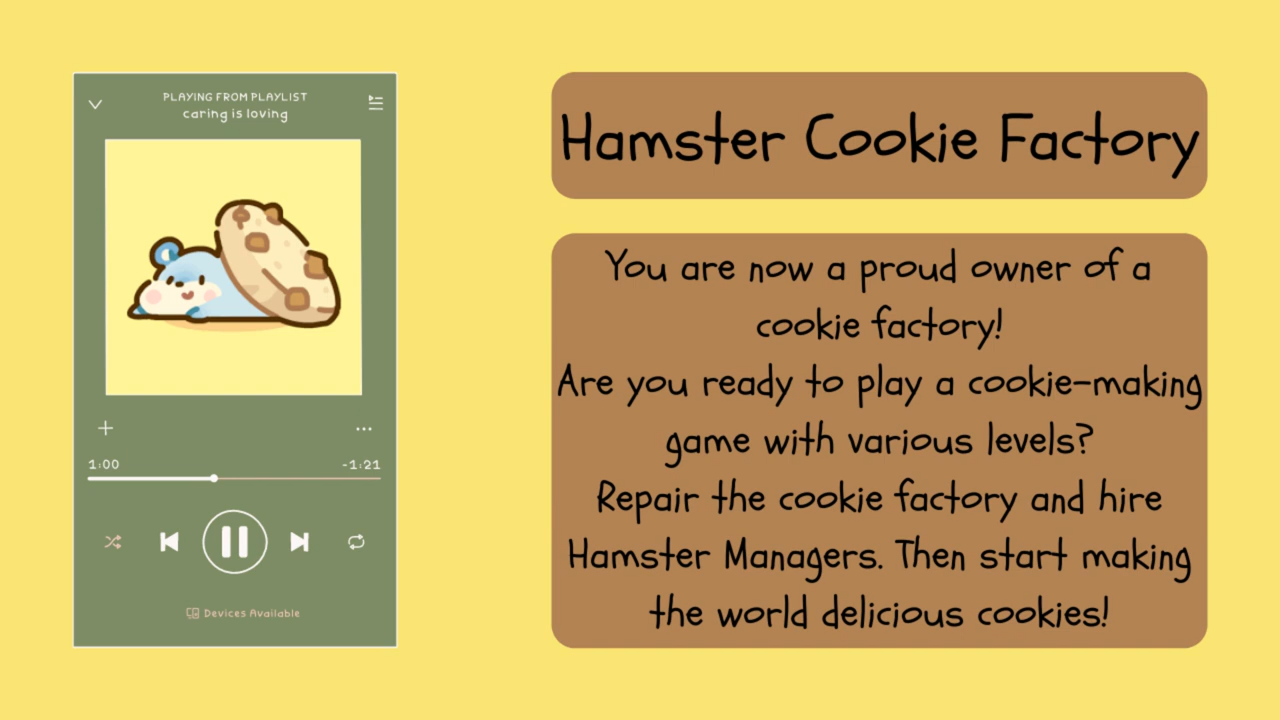 PLAYING FROM PLAYLIST
caring is loving
1:00
-1:21
Devices Available
Hamster Cookie Factory
You are now a proud owner of a
cookie factory!
Are you ready to play a cookie-making
game with various levels?
Repair the cookie factory and hire
Hamster Managers. Then start making
the world delicious cookies!